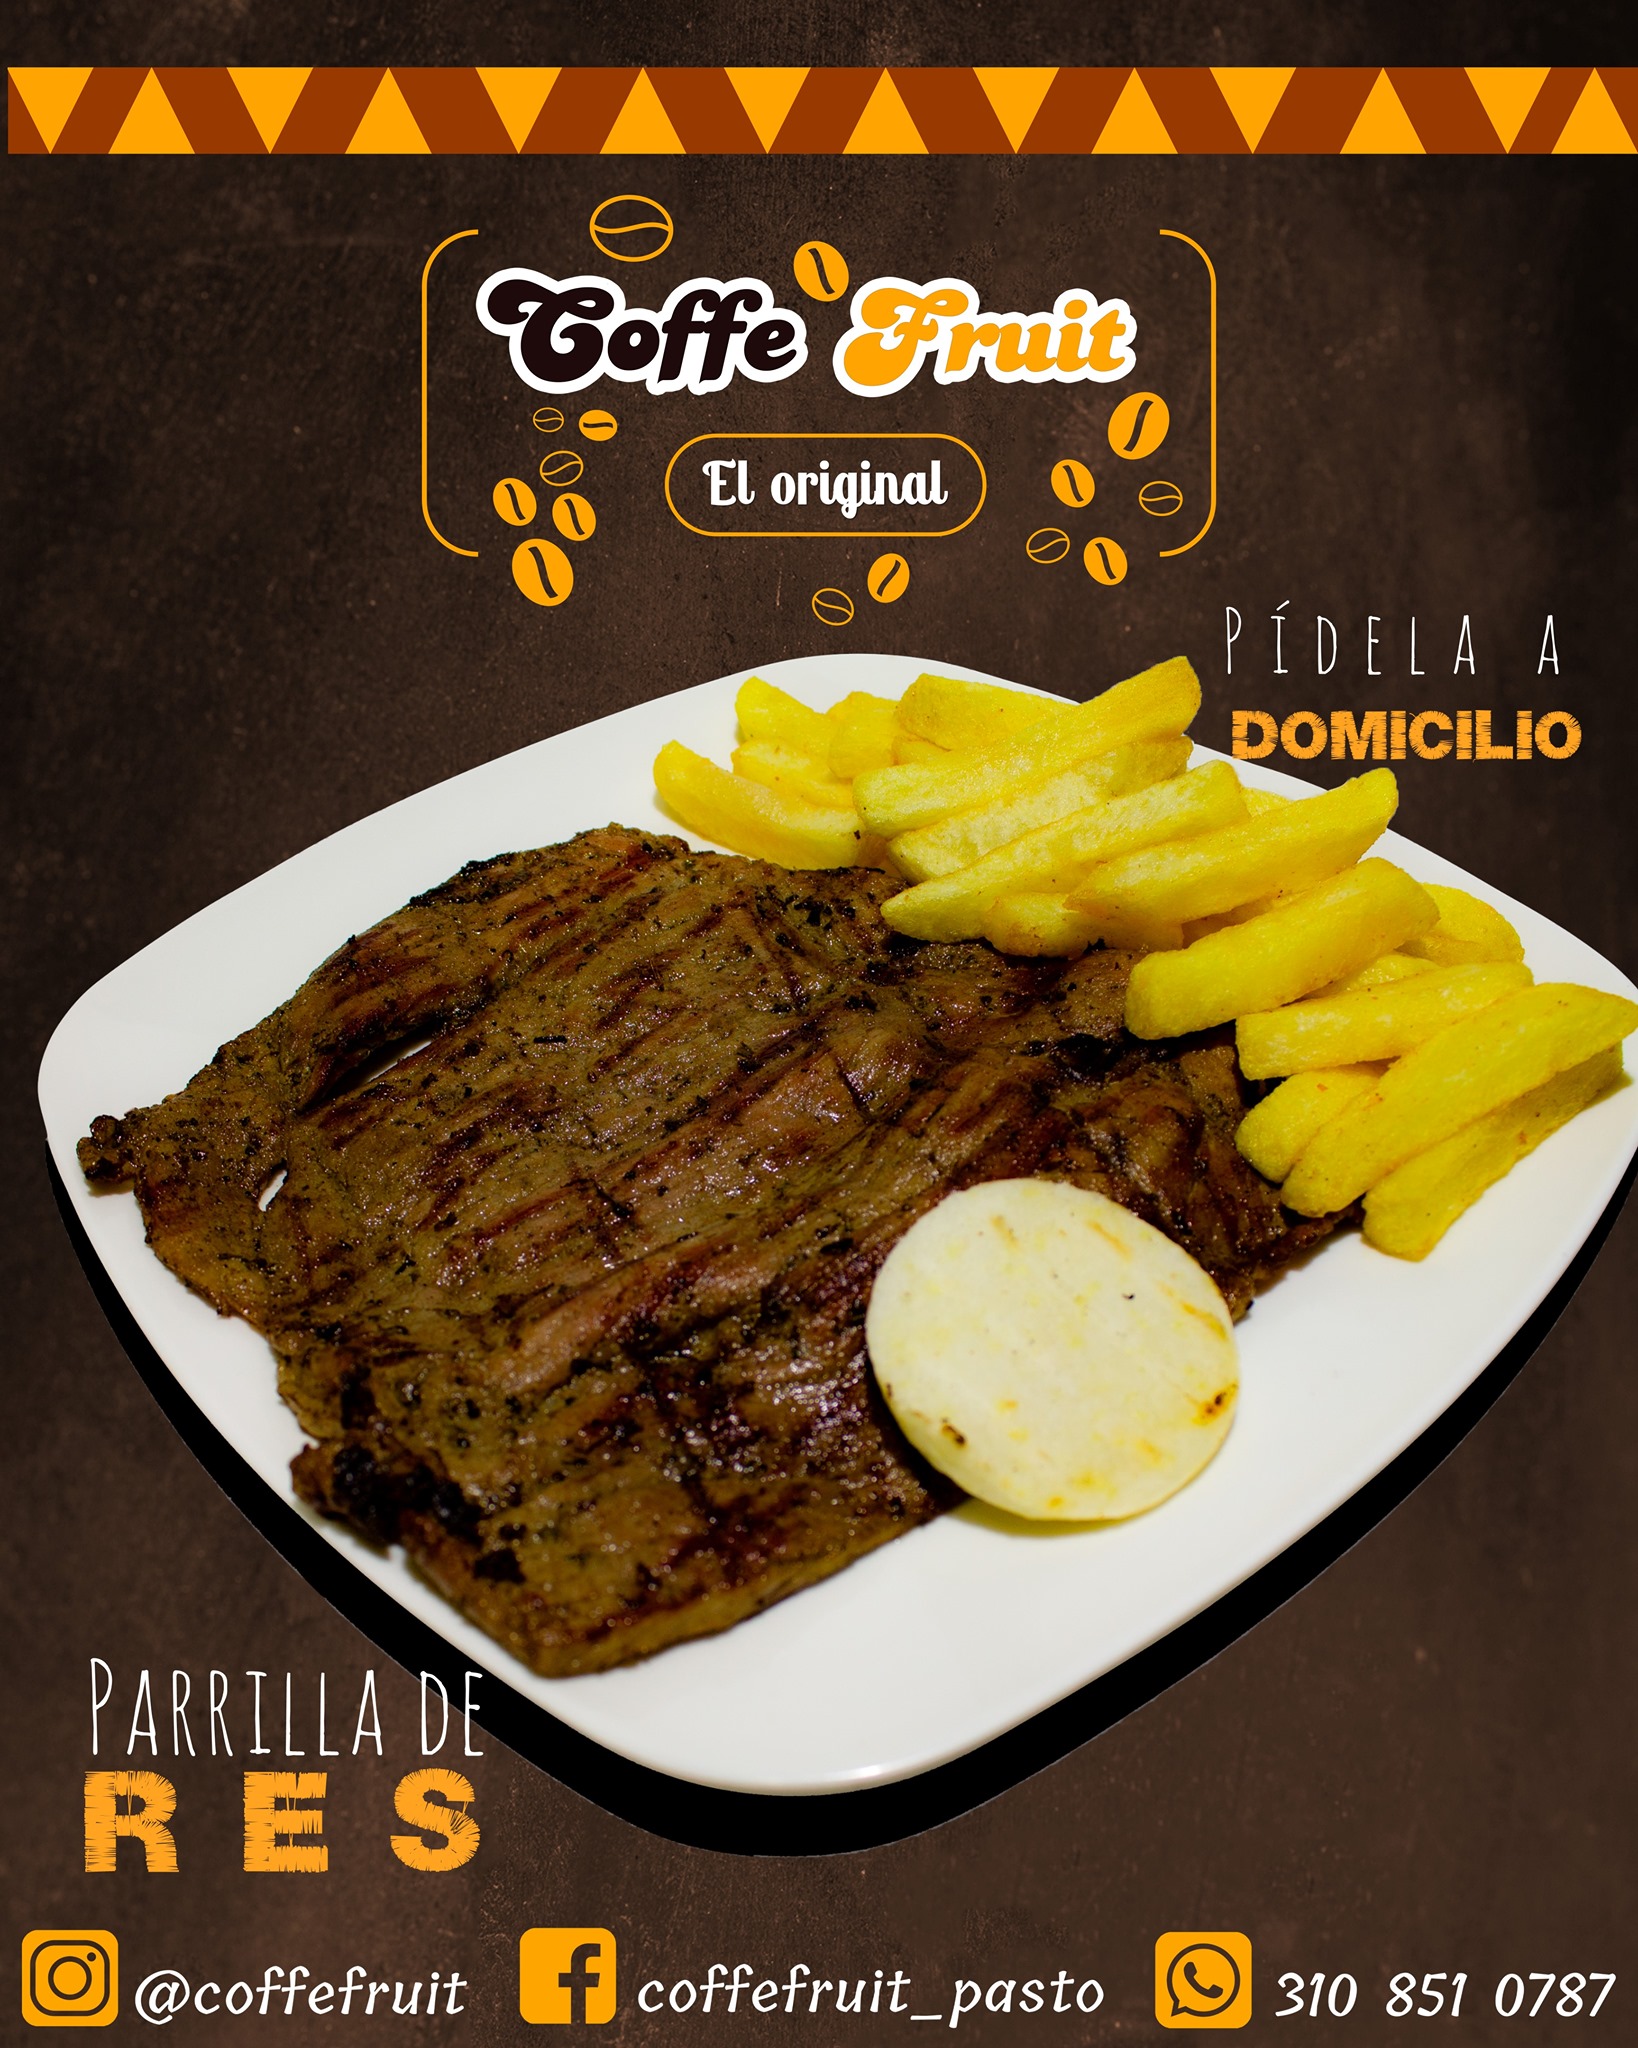 Coffe Fruit
El original
PÍDELA A
DOMICILIO
PARRILLA DE
RES
@coffefruit
coffefruit_pasto
310 851 0787